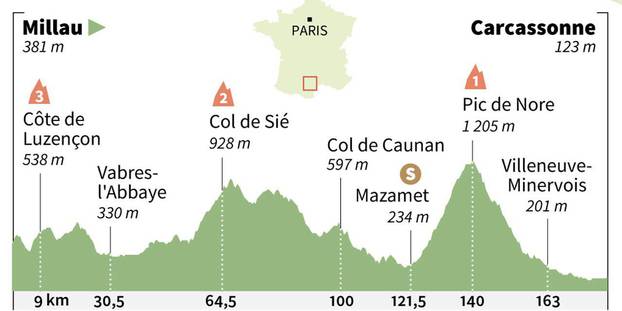 Millau
381 m
PARIS
Carcassonne
123 m
3
Côte de
Luzençon
538 m
Vabres-
l'Abbaye
330 m
2
Col de Sié
928 m
Col de Caunan
597 m
S
Mazamet
234 m
1
Pic de Nore
1 205 m
Villeneuve-
Minervois
201 m
9 km 30,5 64,5 100 121,5 140 163